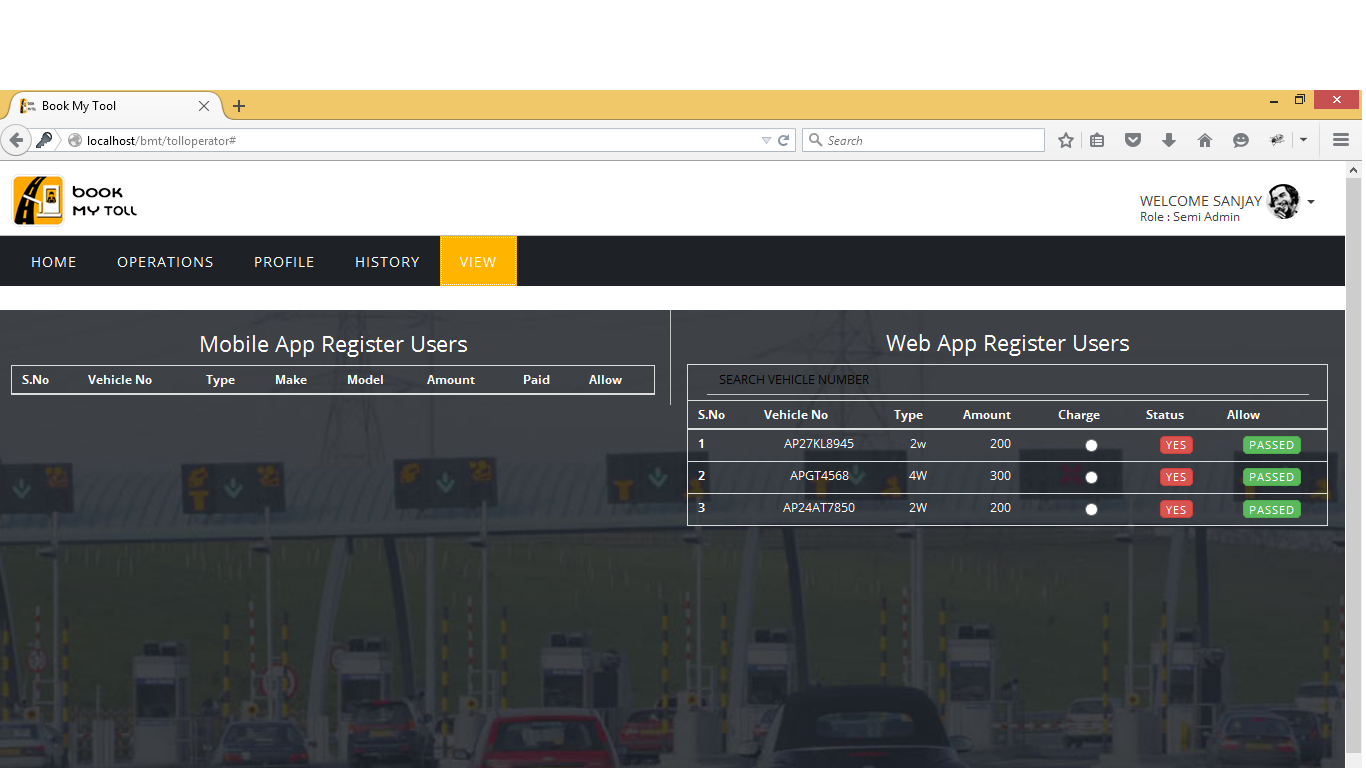 Book My Tool
localhost/bmt/tolloperator#
Search
BOOK
MY TOLL
WELCOME SANJAY
Role : Semi Admin
HOME OPERATIONS PROFILE HISTORY VIEW
Mobile App Register Users
S.No Vehicle No Type Make Model Amount Paid Allow
Web App Register Users
SEARCH VEHICLE NUMBER
S.No Vehicle No Type Amount Charge Status Allow
1 AP27KL8945 2w 200 YES PASSED
2 APGT4568 4W 300 YES PASSED
3 AP24AT7850 2W 200 YES PASSED